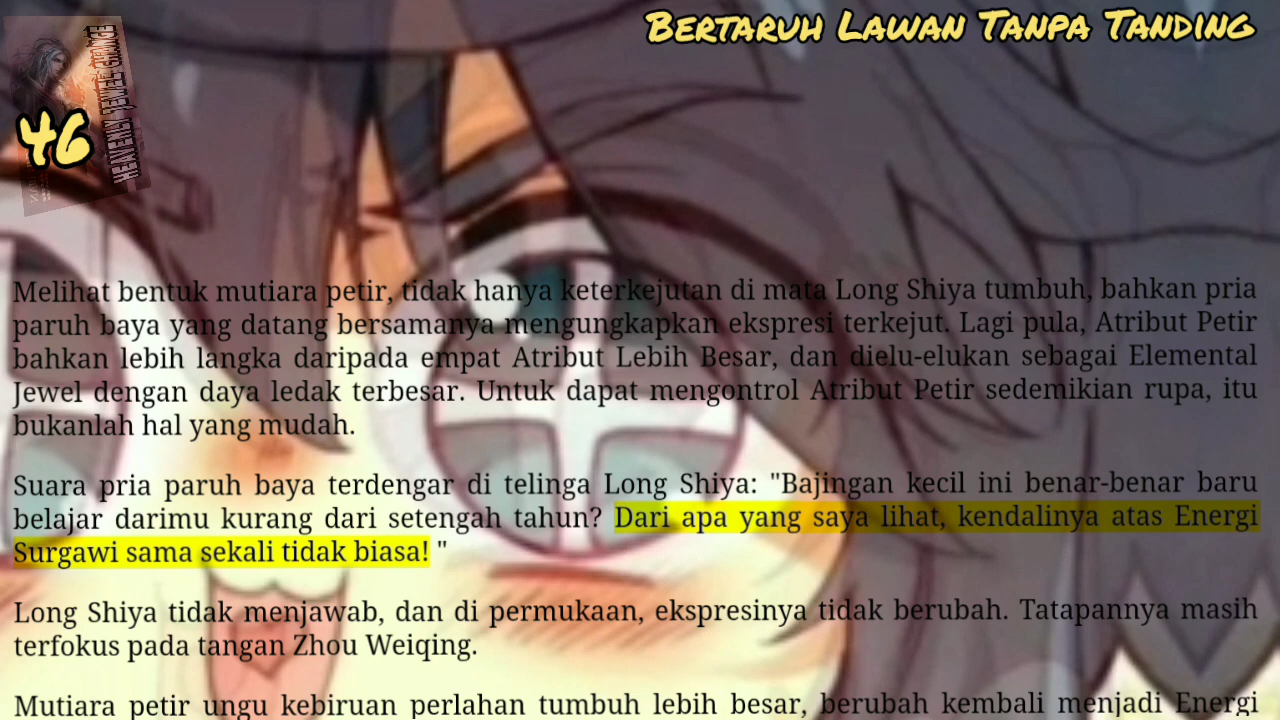 Bertaruh Lawan Tanpa Tanding
HEAVENLY JEWEL CHANGE
46
Melihat bentuk mutiara petir, tidak hanya keterkejutan di mata Long Shiya tumbuh, bahkan pria
paruh baya yang datang bersamanya mengungkapkan ekspresi terkejut. Lagi pula, Atribut Petir
bahkan lebih langka daripada empat Atribut Lebih Besar, dan dielu-elukan sebagai Elemental
Jewel dengan daya ledak terbesar. Untuk dapat mengontrol Atribut Petir sedemikian rupa, itu
bukanlah hal yang mudah.
Suara pria paruh baya terdengar di telinga Long Shiya: "Bajingan kecil ini benar-benar baru
belajar darimu kurang dari setengah tahun? Dari apa yang saya lihat, kendalinya atas Energi
Surgawi sama sekali tidak biasa! "
Long Shiya tidak menjawab, dan di permukaan, ekspresinya tidak berubah. Tatapannya masih
terfokus pada tangan Zhou Weiqing.
Mutiara petir ungu kebiruan perlahan tumbuh lebih besar, berubah kembali menjadi Energi